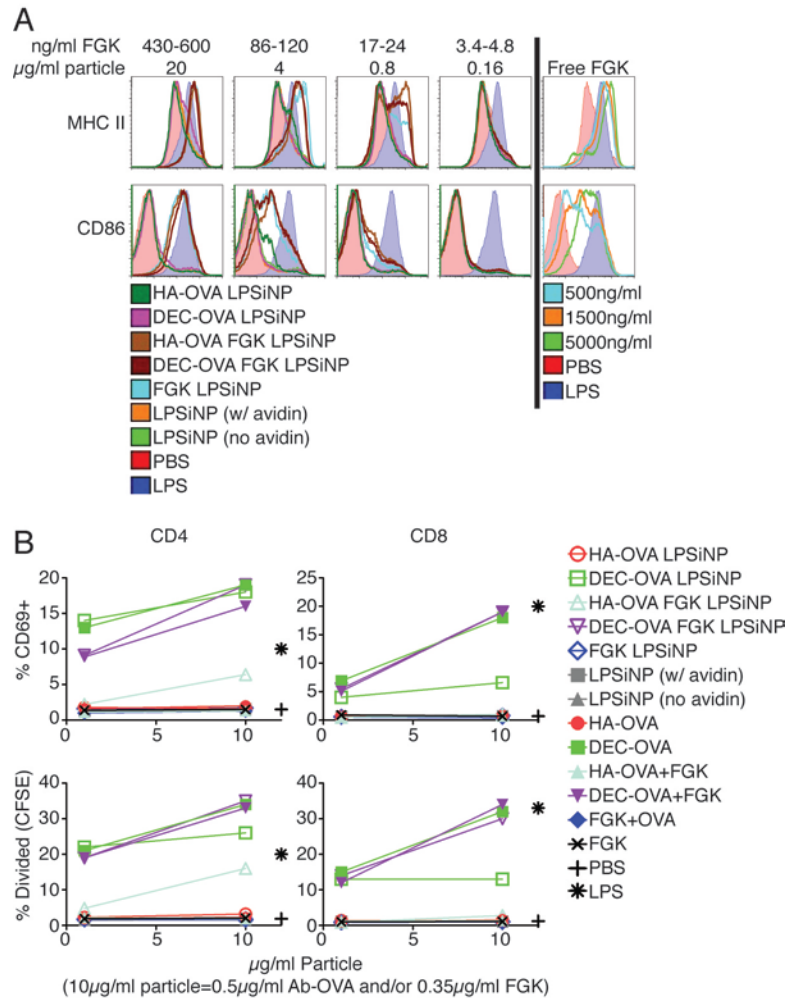 A
ng/ml FGK 430-600 86-120 17-24 3.4-4.8
µg/ml particle 20 4 0.8 0.16 Free FGK
MHC II
CD86
HA-OVA LPSiNP
DEC-OVA LPSiNP
HA-OVA FGK LPSiNP
DEC-OVA FGK LPSiNP
FGK LPSiNP
LPSiNP (w/ avidin)
LPSiNP (no avidin)
PBS
LPS
500ng/ml
1500ng/ml
5000ng/ml
PBS
LPS
B
CD4 CD8
% CD69+
20
15
10
5
0
0 5 10
25
20
15
10
5
0
0 5 10
% Divided (CFSE)
40
30
20
10
0
0 5 10
40
30
20
10
0
0 5 10
HA-OVA LPSiNP
DEC-OVA LPSiNP
HA-OVA FGK LPSiNP
DEC-OVA FGK LPSiNP
FGK LPSiNP
LPSiNP (w/ avidin)
LPSiNP (no avidin)
HA-OVA
DEC-OVA
HA-OVA+FGK
DEC-OVA+FGK
FGK+OVA
FGK
PBS
LPS
µg/ml Particle
(10µg/ml particle=0.5µg/ml Ab-OVA and/or 0.35µg/ml FGK)